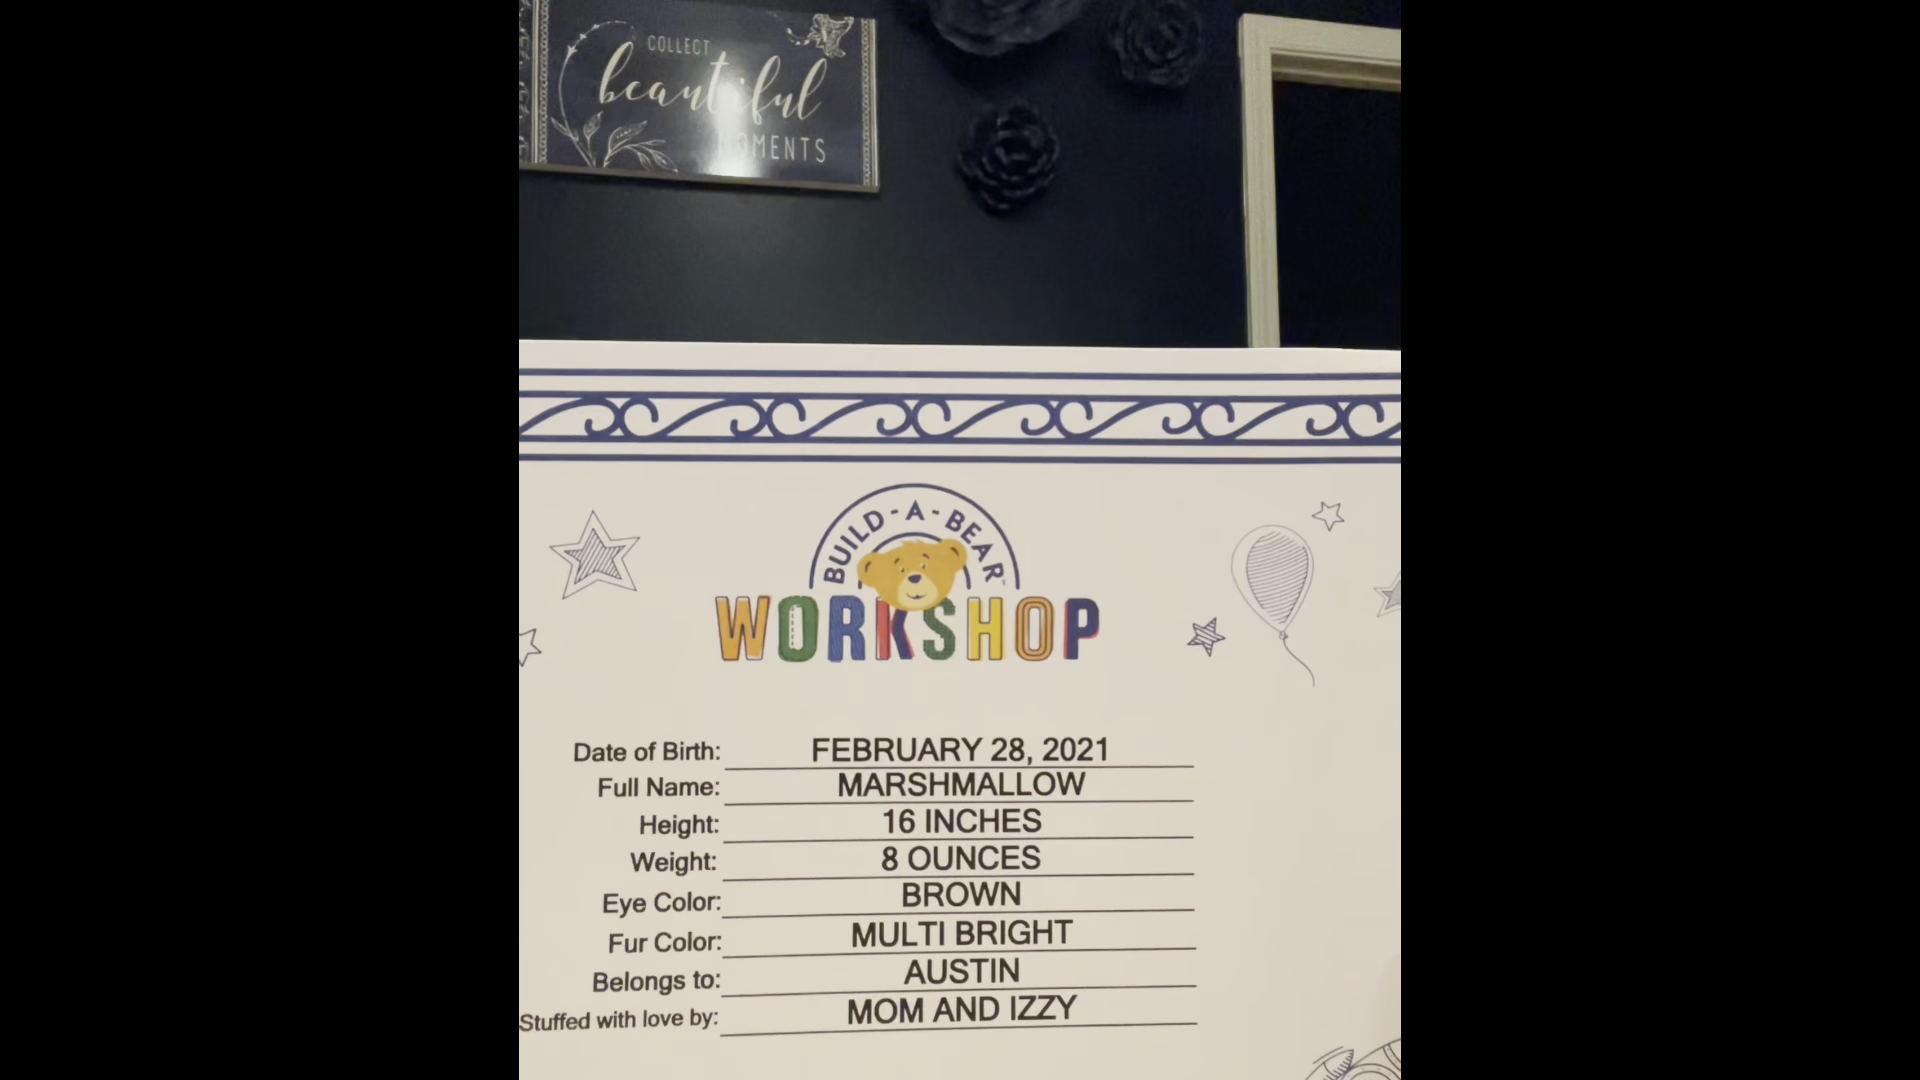 COLLECT
beautiful
MOMENTS
BUILD-A-BEAR
WORKSHOP
Date of Birth: FEBRUARY 28, 2021
Full Name: MARSHMALLOW
Height: 16 INCHES
Weight: 8 OUNCES
Eye Color: BROWN
Fur Color: MULTI BRIGHT
Belongs to: AUSTIN
Stuffed with love by: MOM AND IZZY